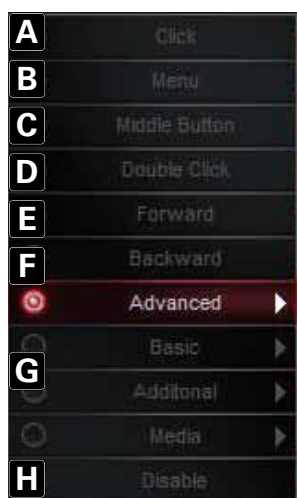 A Click
B Menu
C Middle Button
D Double Click
E Forward
F Backward
Advanced
Basic
G
Additonal
Media
H Disable